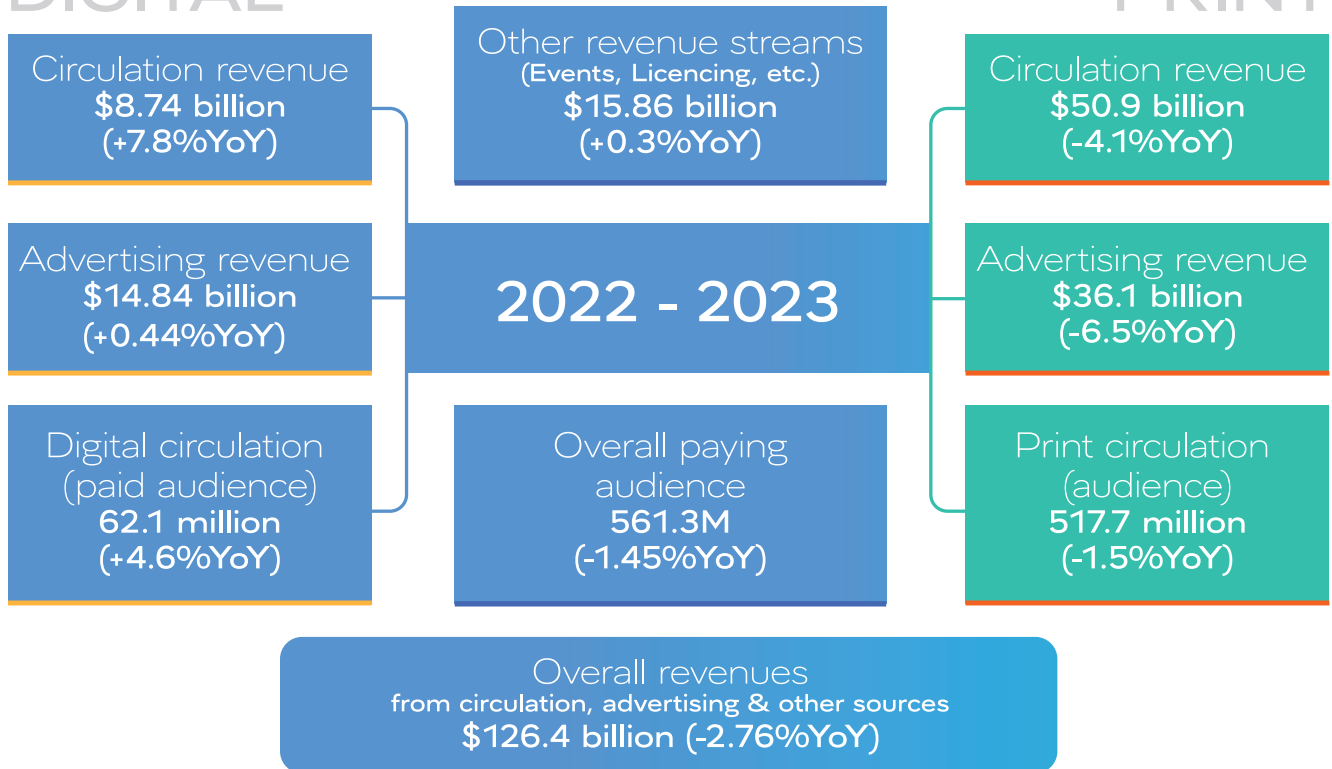 DIGITAL
PRINT
Circulation revenue
$8.74 billion
(+7.8%YoY)
Other revenue streams
(Events, Licencing, etc.)
$15.86 billion
(+0.3%YoY)
Circulation revenue
$50.9 billion
(-4.1%YoY)
Advertising revenue
$14.84 billion
(+0.44%YoY)
2022 - 2023
Advertising revenue
$36.1 billion
(-6.5%YoY)
Digital circulation
(paid audience)
62.1 million
(+4.6%YoY)
Overall paying
audience
561.3M
(-1.45%YoY)
Print circulation
(audience)
517.7 million
(-1.5%YoY)
Overall revenues
from circulation, advertising & other sources
$126.4 billion (-2.76%YoY)